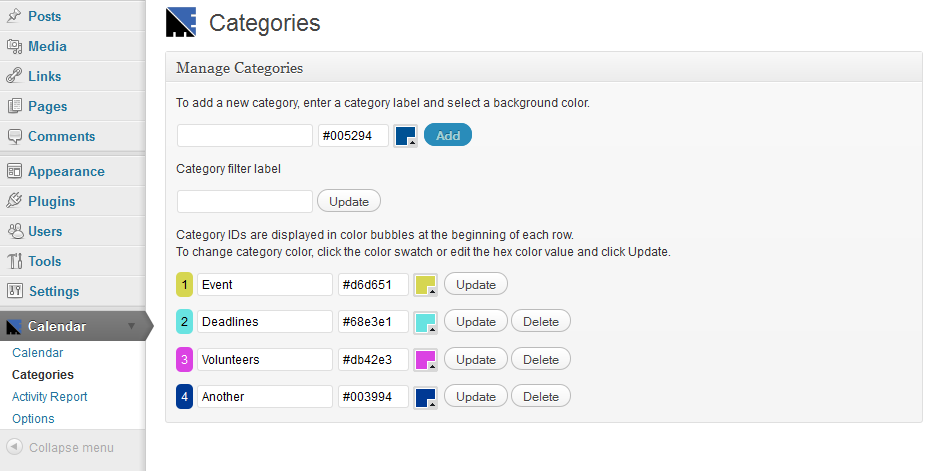 Posts
Media
Links
Pages
Comments
Appearance
Plugins
Users
Tools
Settings
Calendar
Calendar
Categories
Activity Report
Options
Collapse menu
Categories
Manage Categories
To add a new category, enter a category label and select a background color.
#005294 Add
Category filter label
Update
Category IDs are displayed in color bubbles at the beginning of each row.
To change category color, click the color swatch or edit the hex color value and click Update.
1 Event #d6d651 Update
2 Deadlines #68e3e1 Update Delete
3 Volunteers #db42e3 Update Delete
4 Another #003994 Update Delete